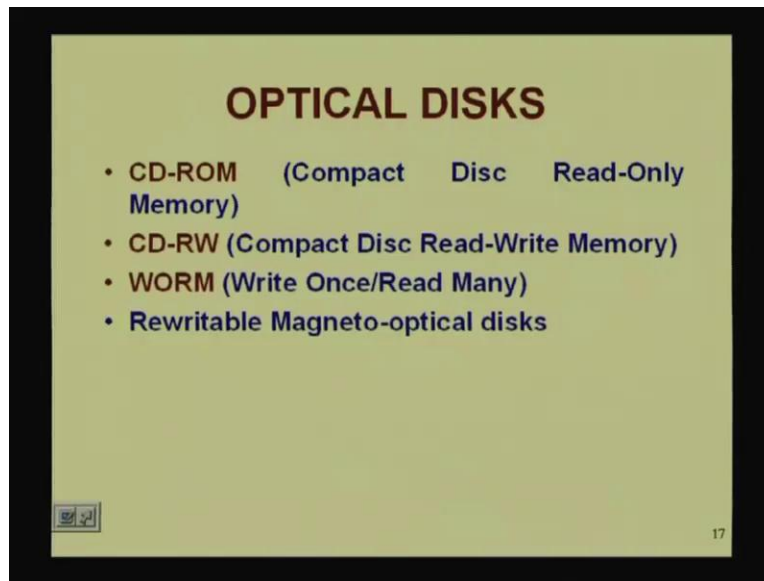 OPTICAL DISKS
• CD-ROM (Compact Disc Read-Only
Memory)
• CD-RW (Compact Disc Read-Write Memory)
• WORM (Write Once/Read Many)
• Rewritable Magneto-optical disks
17